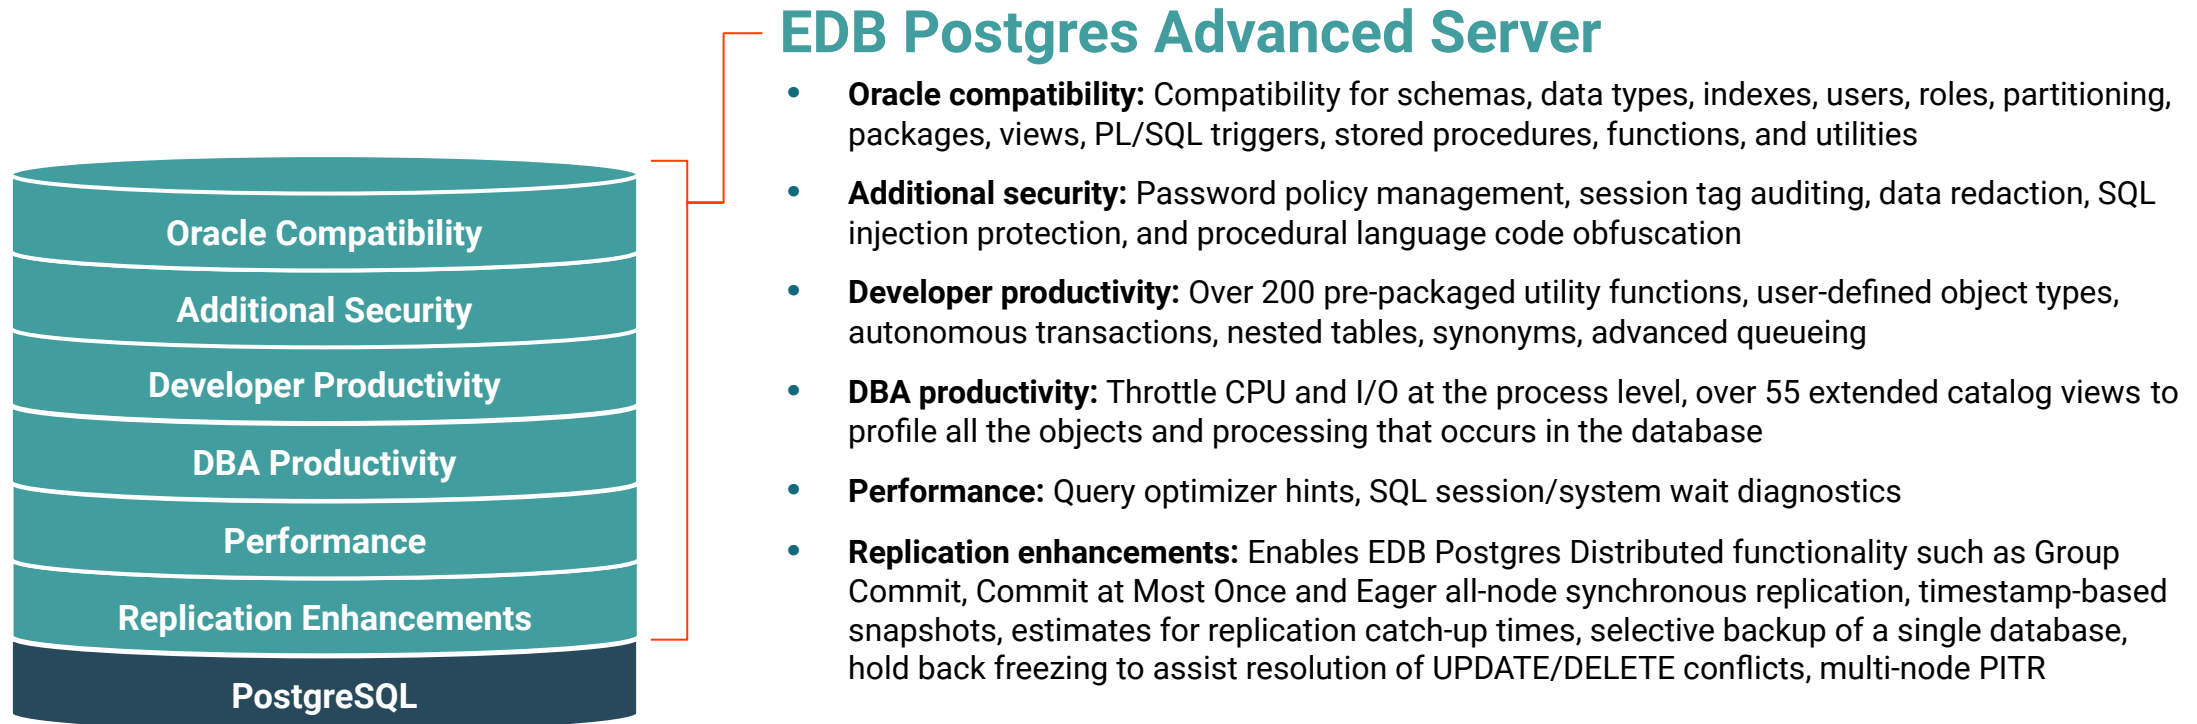 EDB Postgres Advanced Server
• Oracle compatibility: Compatibility for schemas, data types, indexes, users, roles, partitioning,
packages, views, PL/SQL triggers, stored procedures, functions, and utilities
• Additional security: Password policy management, session tag auditing, data redaction, SQL
injection protection, and procedural language code obfuscation
• Developer productivity: Over 200 pre-packaged utility functions, user-defined object types,
autonomous transactions, nested tables, synonyms, advanced queueing
• DBA productivity: Throttle CPU and I/O at the process level, over 55 extended catalog views to
profile all the objects and processing that occurs in the database
• Performance: Query optimizer hints, SQL session/system wait diagnostics
• Replication enhancements: Enables EDB Postgres Distributed functionality such as Group
Commit, Commit at Most Once and Eager all-node synchronous replication, timestamp-based
snapshots, estimates for replication catch-up times, selective backup of a single database,
hold back freezing to assist resolution of UPDATE/DELETE conflicts, multi-node PITR
Oracle Compatibility
Additional Security
Developer Productivity
DBA Productivity
Performance
Replication Enhancements
PostgreSQL